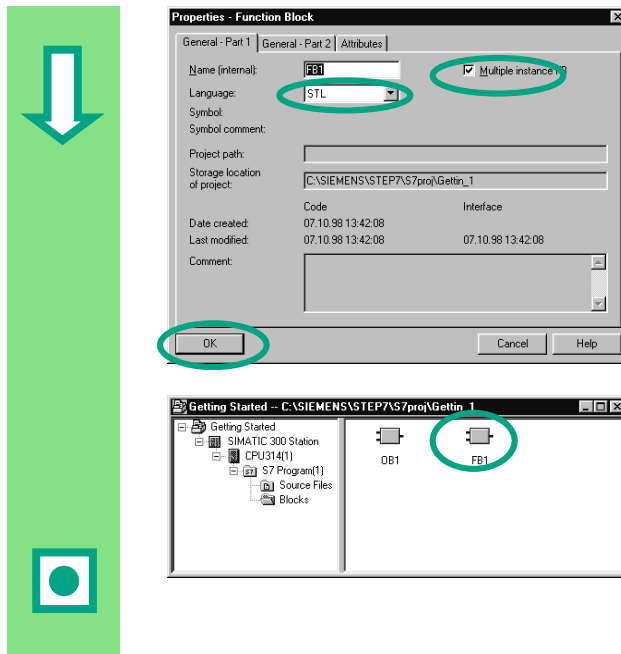 Properties - Function Block
General - Part 1 General - Part 2 Attributes
Name (internal): FB1 Multiple instance FB
Language: STL
Symbol:
Symbol comment:
Project path:
Storage location
of project: C:\SIEMENS\STEP7\S7proj\Gettin_1
Code Interface
Date created: 07.10.98 13:42:08
Last modified: 07.10.98 13:42:08 07.10.98 13:42:08
Comment:
OK Cancel Help
Getting Started -- C:\SIEMENS\STEP7\S7proj\Gettin_1
Getting Started
SIMATIC 300 Station
CPU314(1)
S7 Program(1)
Source Files
Blocks
OB1 FB1